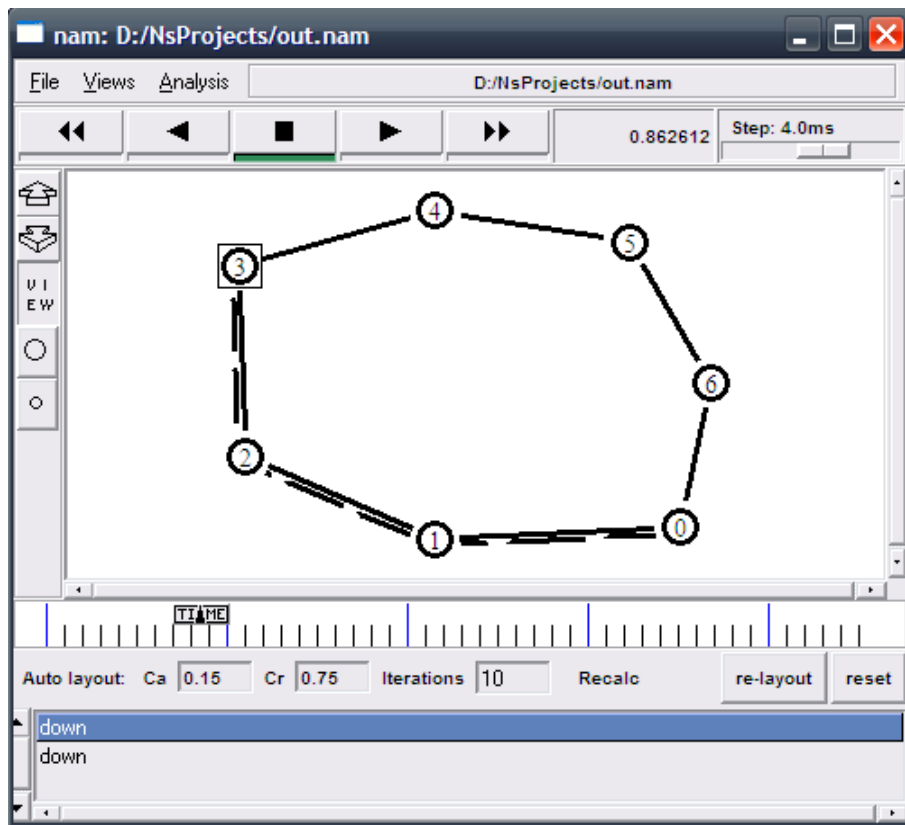 nam: D:/NsProjects/out.nam
File Views Analysis D:/NsProjects/out.nam
0.862612 Step: 4.0ms
V I
E W
4
5
3
6
2
0
1
TIME
Auto layout: Ca 0.15 Cr 0.75 Iterations 10 Recalc re-layout reset
down
down